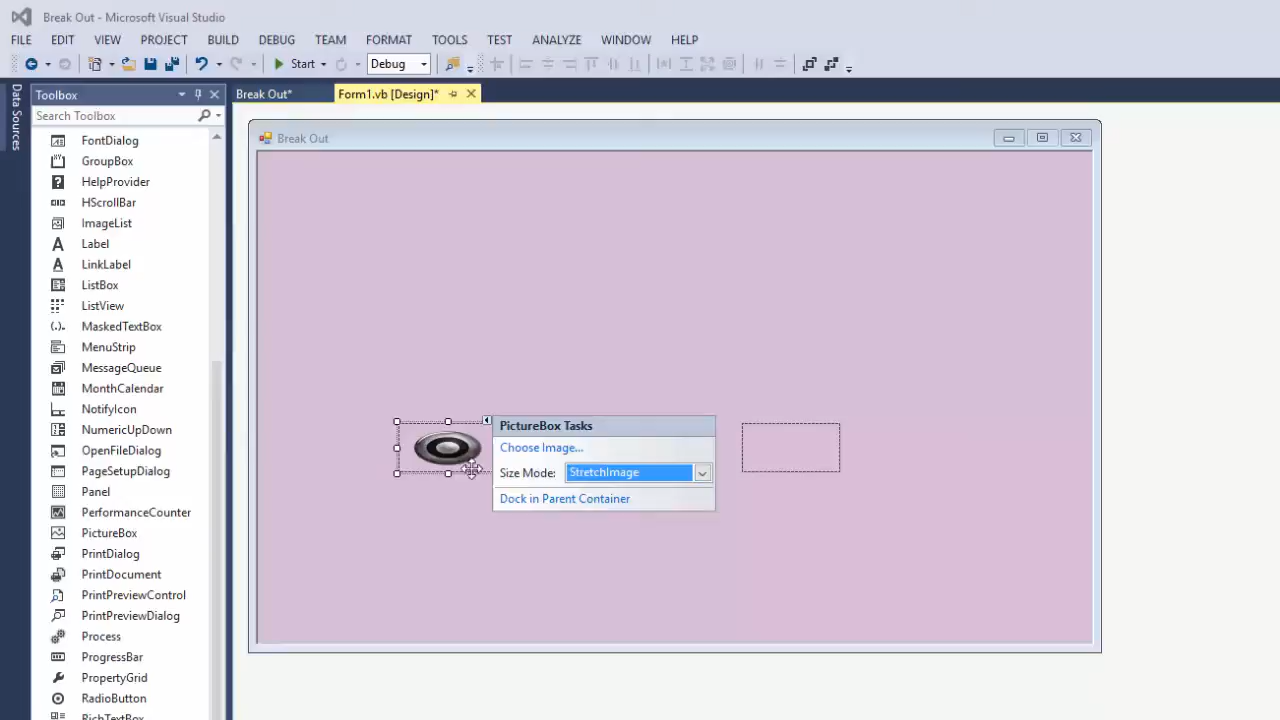 Break Out - Microsoft Visual Studio
FILE EDIT VIEW PROJECT BUILD DEBUG TEAM FORMAT TOOLS TEST ANALYZE WINDOW HELP
Start Debug
Data Sources
Toolbox
Break Out* Form1.vb [Design]*
Search Toolbox
Break Out
FontDialog
GroupBox
HelpProvider
HScrollBar
ImageList
Label
LinkLabel
ListBox
ListView
MaskedTextBox
MenuStrip
MessageQueue
MonthCalendar
NotifyIcon
NumericUpDown
OpenFileDialog
PageSetupDialog
Panel
PerformanceCounter
PictureBox
PrintDialog
PrintDocument
PrintPreviewControl
PrintPreviewDialog
Process
ProgressBar
PropertyGrid
RadioButton
RichTextBox
PictureBox Tasks
Choose Image...
Size Mode: StretchImage
Dock in Parent Container